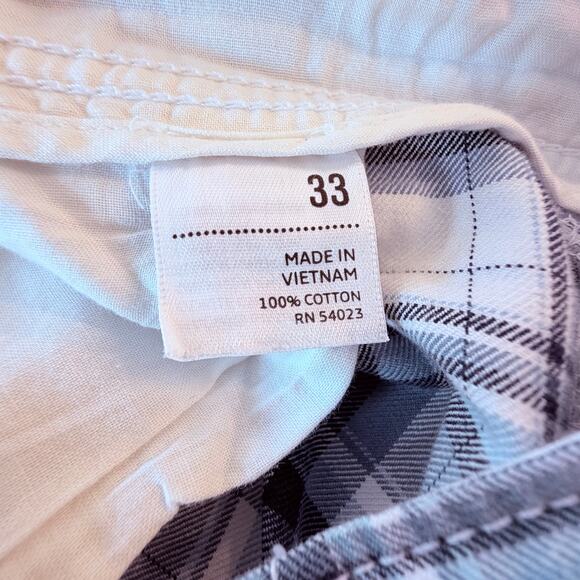 33
MADE IN
VIETNAM
100% COTTON
RN 54023